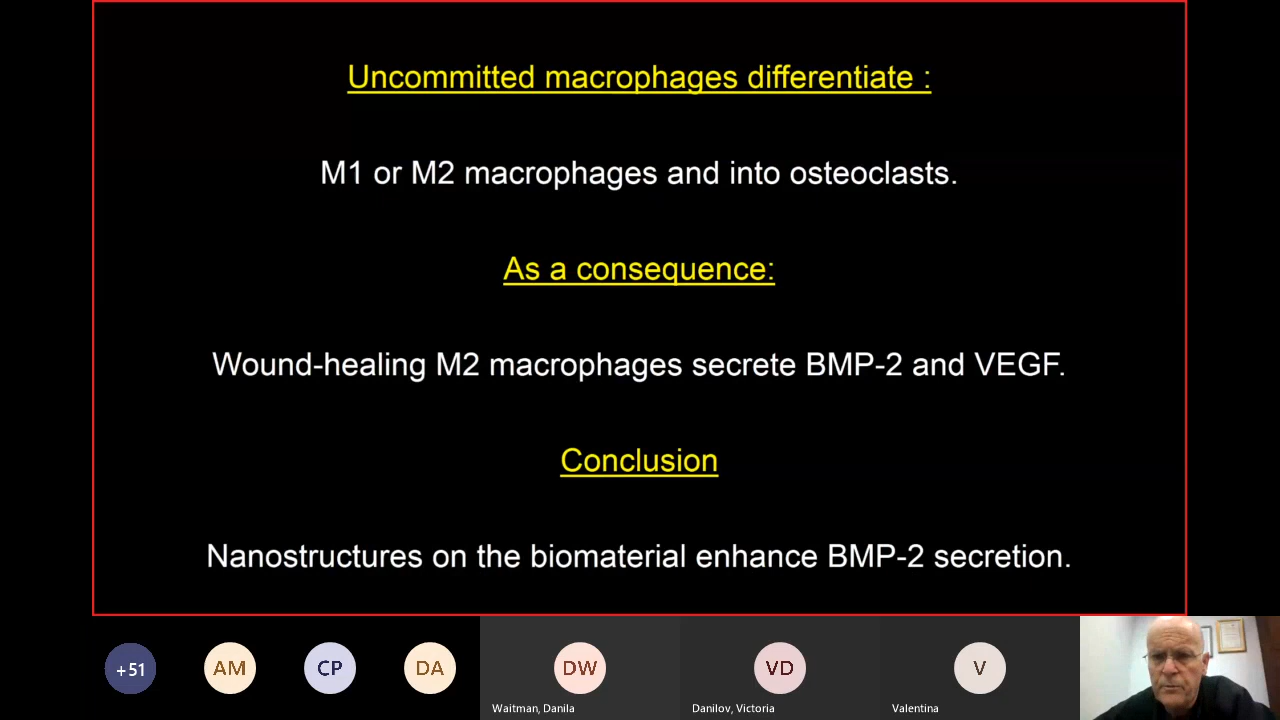 Uncommitted macrophages differentiate :
M1 or M2 macrophages and into osteoclasts.
As a consequence:
Wound-healing M2 macrophages secrete BMP-2 and VEGF.
Conclusion
Nanostructures on the biomaterial enhance BMP-2 secretion.
+51
AM
CP
DA
DW
VD
V
Waitman, Danila
Danilov, Victoria
Valentina